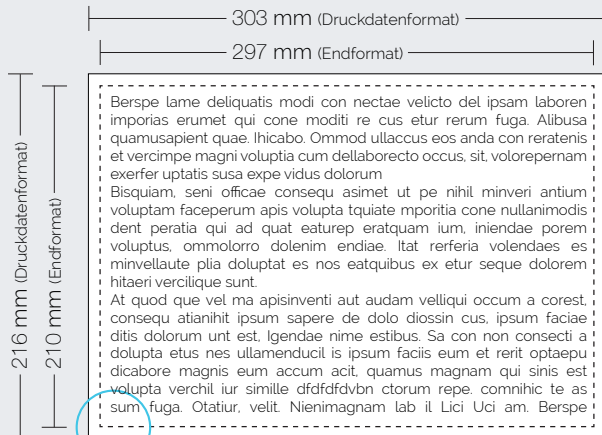 303 mm (Druckdatenformat)
297 mm (Endformat)
216 mm (Druckdatenformat)
210 mm (Endformat)
Berspe lame deliquatis modi con nectae velicto del ipsam laboren
imporias erumet qui cone moditi re cus etur rerum fuga. Alibusa
quamusapient quae. Ihicabo. Ommod ullaccus eos anda con reratenis
et vercimpe magni voluptia cum dellaborecto occus, sit, volorepernam
exerfer uptatis susa expe vidus dolorum
Bisquiam, seni officae consequ asimet ut pe nihil minveri antium
voluptam faceperum apis volupta tquiate mporitia cone nullanimodis
dent peratia qui ad quat eaturep eratquam ium, iniendae porem
voluptus, ommolorro dolenim endiae. Itat rerferia volendaes es
minvellaute plia doluptat es nos eatquibus ex etur seque dolorem
hitaeri vercilique sunt.
At quod que vel ma apisinventi aut audam velliqui occum a corest,
consequ atianihit ipsum sapere de dolo diossin cus, ipsum faciae
ditis dolorum unt est, Igendae nime estibus. Sa con non consecti a
dolupta etus nes ullamenducil is ipsum faciis eum et rerit optaepu
dicabore magnis eum accum acit, quamus magnam qui sinis est
volupta verchil iur simille dfdfdfdvbn ctorum repe. comnihic te as
sum fuga. Otatiur, velit. Nienimagnam lab il Lici Uci am. Berspe